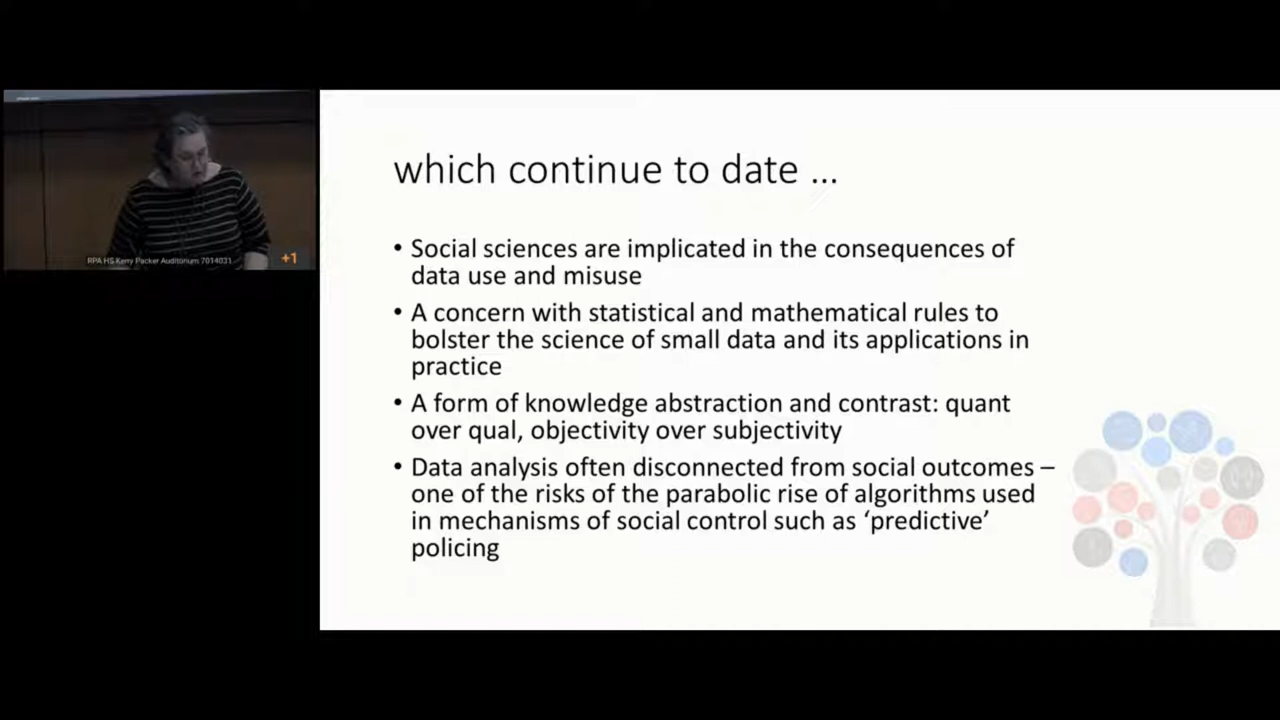 which continue to date ...
• Social sciences are implicated in the consequences of
data use and misuse
• A concern with statistical and mathematical rules to
bolster the science of small data and its applications in
practice
• A form of knowledge abstraction and contrast: quant
over qual, objectivity over subjectivity
• Data analysis often disconnected from social outcomes –
one of the risks of the parabolic rise of algorithms used
in mechanisms of social control such as ‘predictive’
policing
RPA HS Kerry Packer Auditorium 7014031
+1